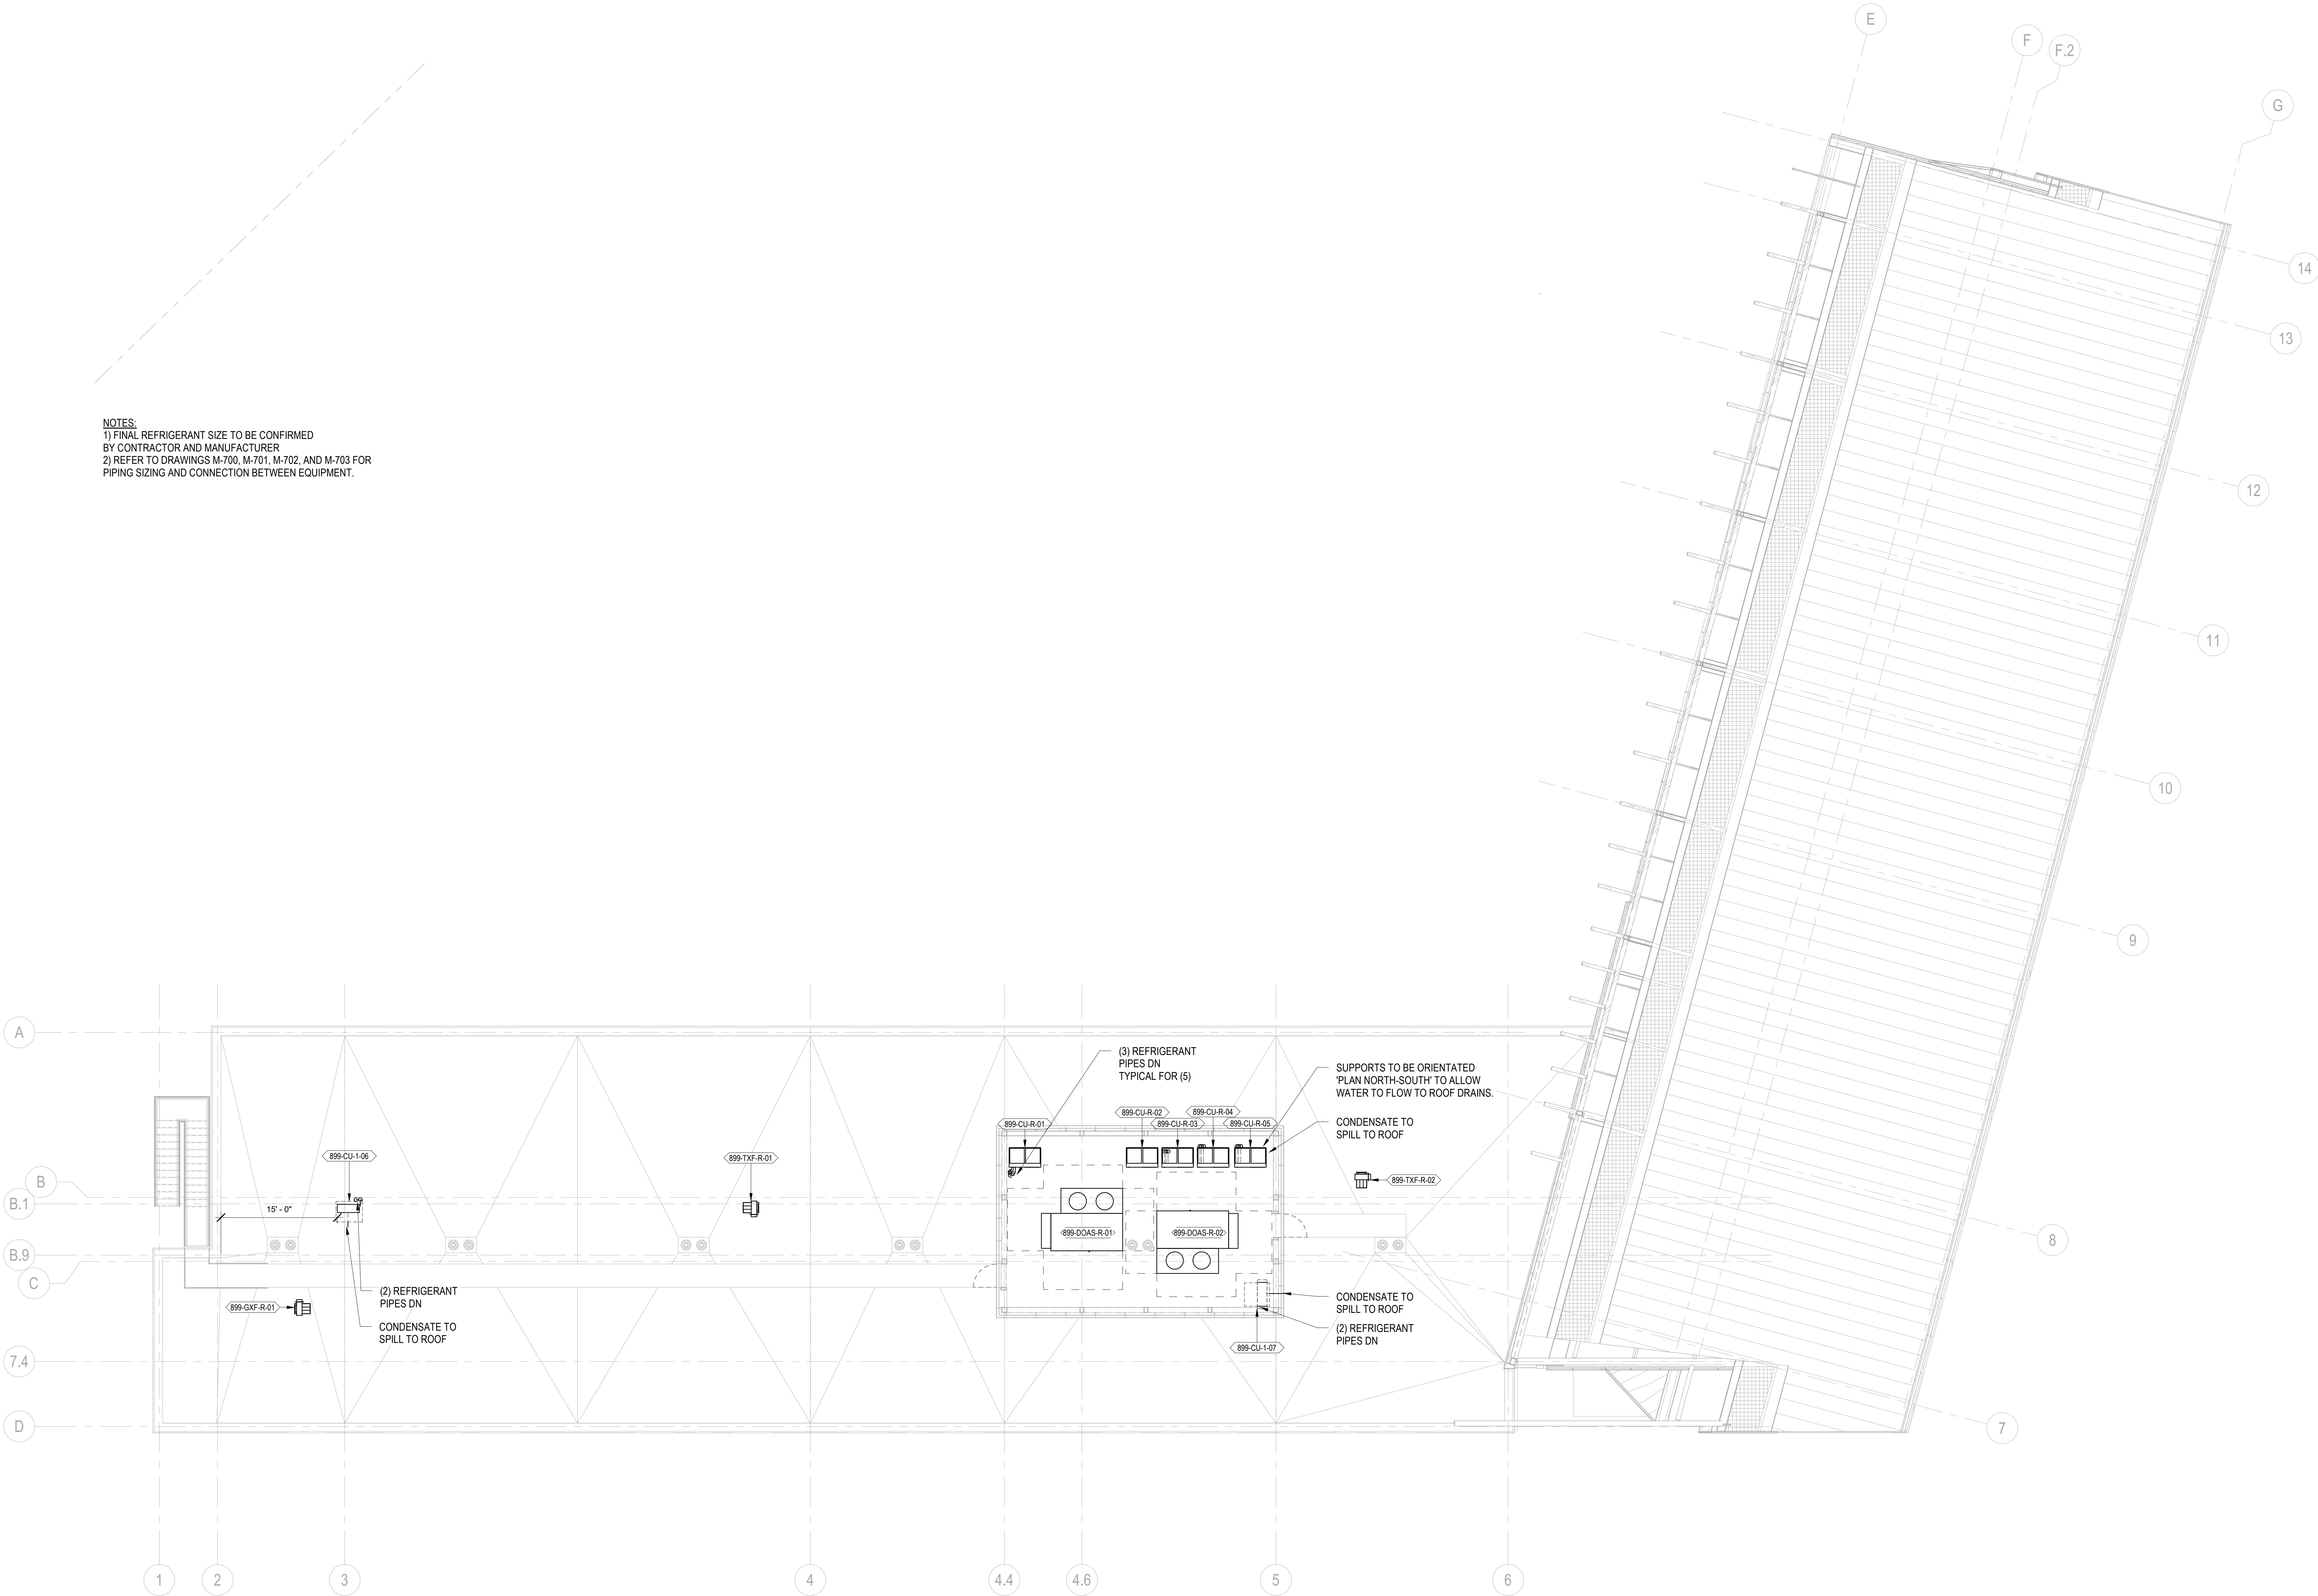 E
F
F.2
G
14
13
12
11
10
9
8
7
NOTES:
1) FINAL REFRIGERANT SIZE TO BE CONFIRMED
BY CONTRACTOR AND MANUFACTURER
2) REFER TO DRAWINGS M-700, M-701, M-702, AND M-703 FOR
PIPING SIZING AND CONNECTION BETWEEN EQUIPMENT.
A
B
B.1
B.9
C
7.4
D
(3) REFRIGERANT
PIPES DN
TYPICAL FOR (5)
SUPPORTS TO BE ORIENTATED
'PLAN NORTH-SOUTH' TO ALLOW
WATER TO FLOW TO ROOF DRAINS.
CONDENSATE TO
SPILL TO ROOF
899-CU-R-01
899-CU-R-02
899-CU-R-03
899-CU-R-04
899-CU-R-05
899-CU-1-06
899-TXF-R-01
899-TXF-R-02
15' - 0"
899-DOAS-R-01
899-DOAS-R-02
(2) REFRIGERANT
PIPES DN
899-GXF-R-01
CONDENSATE TO
SPILL TO ROOF
CONDENSATE TO
SPILL TO ROOF
(2) REFRIGERANT
PIPES DN
899-CU-1-07
1
2
3
4
4.4
4.6
5
6